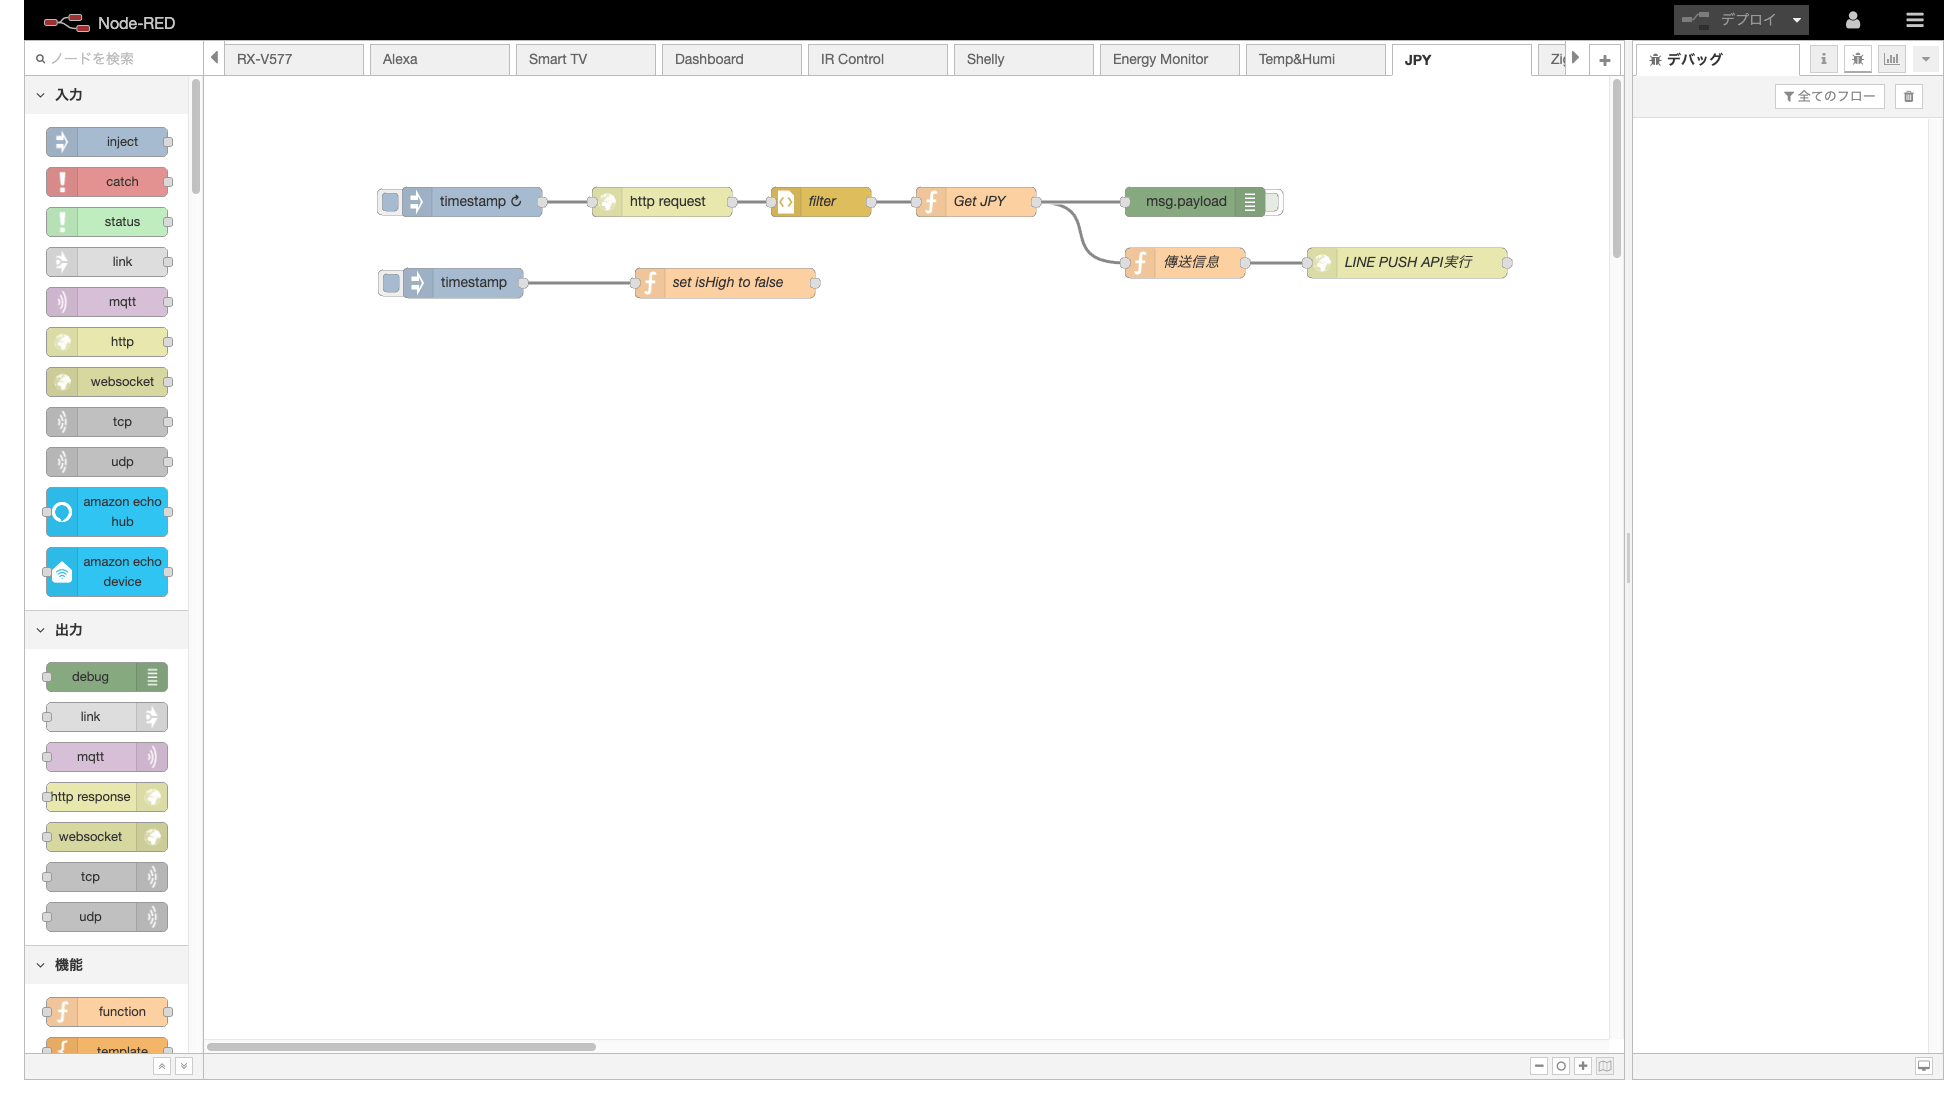 Node-RED
デプロイ
ノードを検索
RX-V577
Alexa
Smart TV
Dashboard
IR Control
Shelly
Energy Monitor
Temp&Humi
JPY
デバッグ
全てのフロー
入力
inject
catch
status
link
mqtt
http
websocket
tcp
udp
amazon echo
hub
amazon echo
device
出力
debug
link
mqtt
http response
websocket
tcp
udp
機能
function
template
timestamp ↻
http request
filter
Get JPY
msg.payload
傳送信息
LINE PUSH API実行
timestamp
set isHigh to false